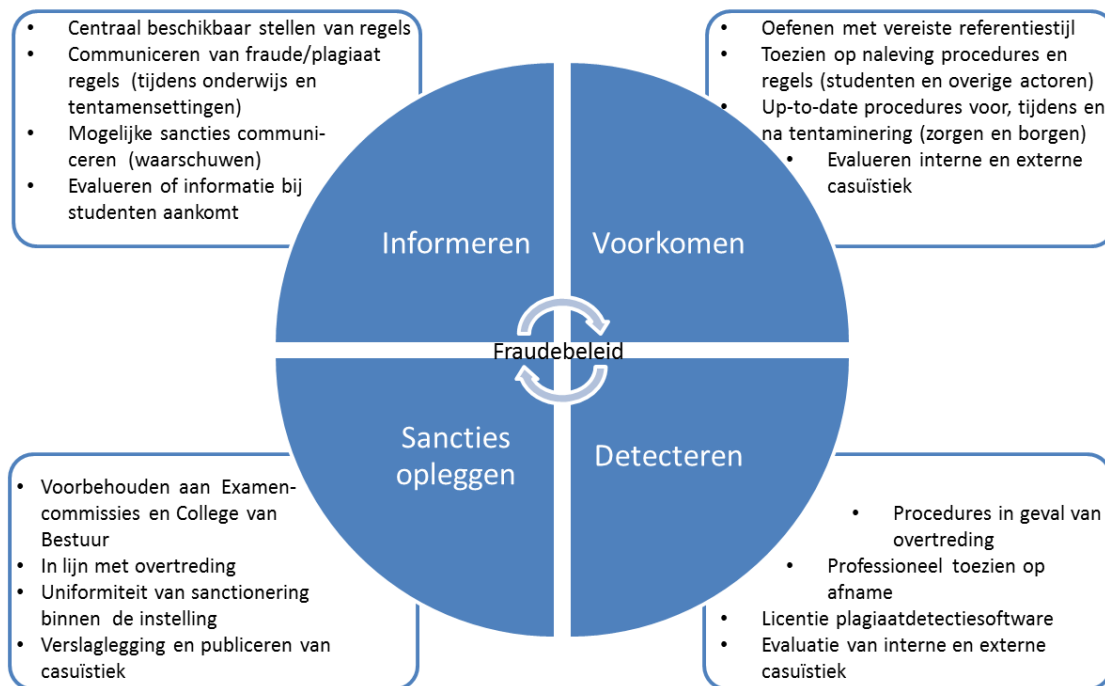 • Centraal beschikbaar stellen van regels
• Communiceren van fraude/plagiaat
regels (tijdens onderwijs en
tentamensettingen)
• Mogelijke sancties communi-
ceren (waarschuwen)
• Evalueren of informatie bij
studenten aankomt
• Oefenen met vereiste referentiestijl
• Toezien op naleving procedures en
regels (studenten en overige actoren)
• Up-to-date procedures voor, tijdens en
na tentaminering (zorgen en borgen)
• Evalueren interne en externe
casuïstiek
Informeren
Voorkomen
Fraudebeleid
Sancties
opleggen
Detecteren
• Voorbehouden aan Examen-
commissies en College van
Bestuur
• In lijn met overtreding
• Uniformiteit van sanctionering
binnen de instelling
• Verslaglegging en publiceren van
casuïstiek
• Procedures in geval van
overtreding
• Professioneel toezien op
afname
• Licentie plagiaatdetectiesoftware
• Evaluatie van interne en externe
casuïstiek